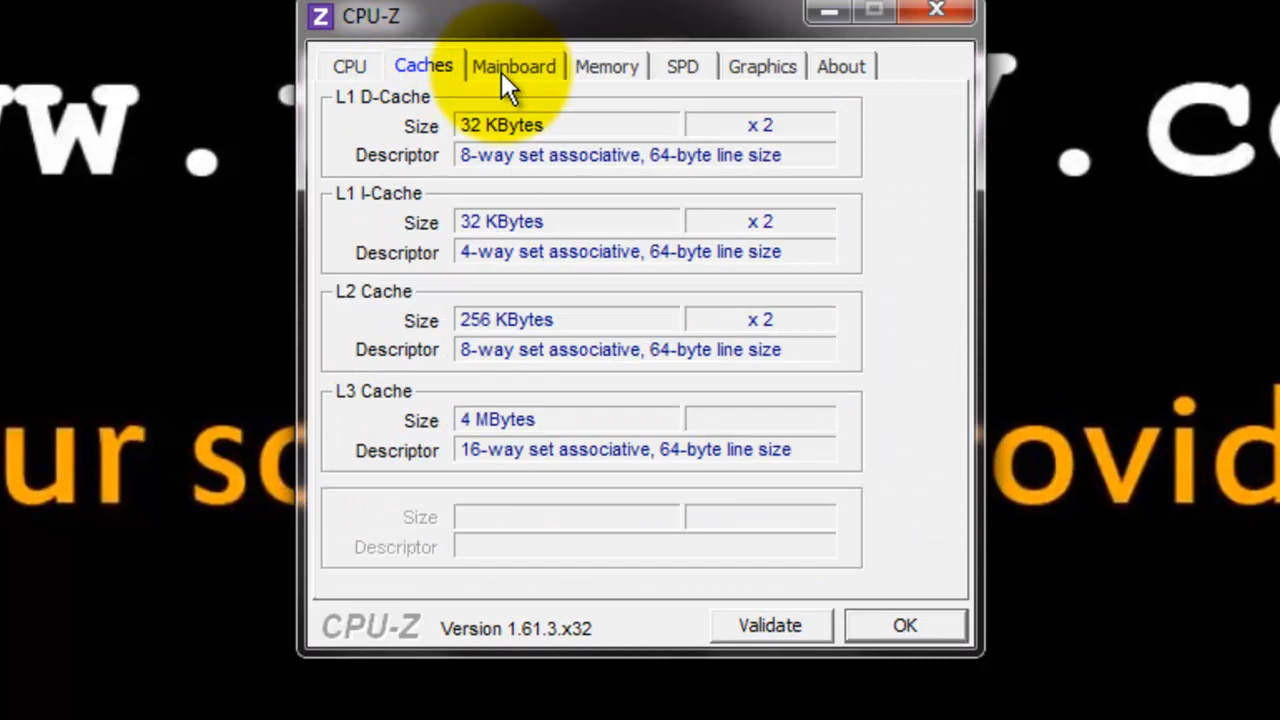 CPU-Z
CPU Caches Mainboard Memory SPD Graphics About
L1 D-Cache
Size 32 KBytes x 2
Descriptor 8-way set associative, 64-byte line size
L1 I-Cache
Size 32 KBytes x 2
Descriptor 4-way set associative, 64-byte line size
L2 Cache
Size 256 KBytes x 2
Descriptor 8-way set associative, 64-byte line size
L3 Cache
Size 4 MBytes
Descriptor 16-way set associative, 64-byte line size
Size
Descriptor
CPU-Z Version 1.61.3.x32 Validate OK